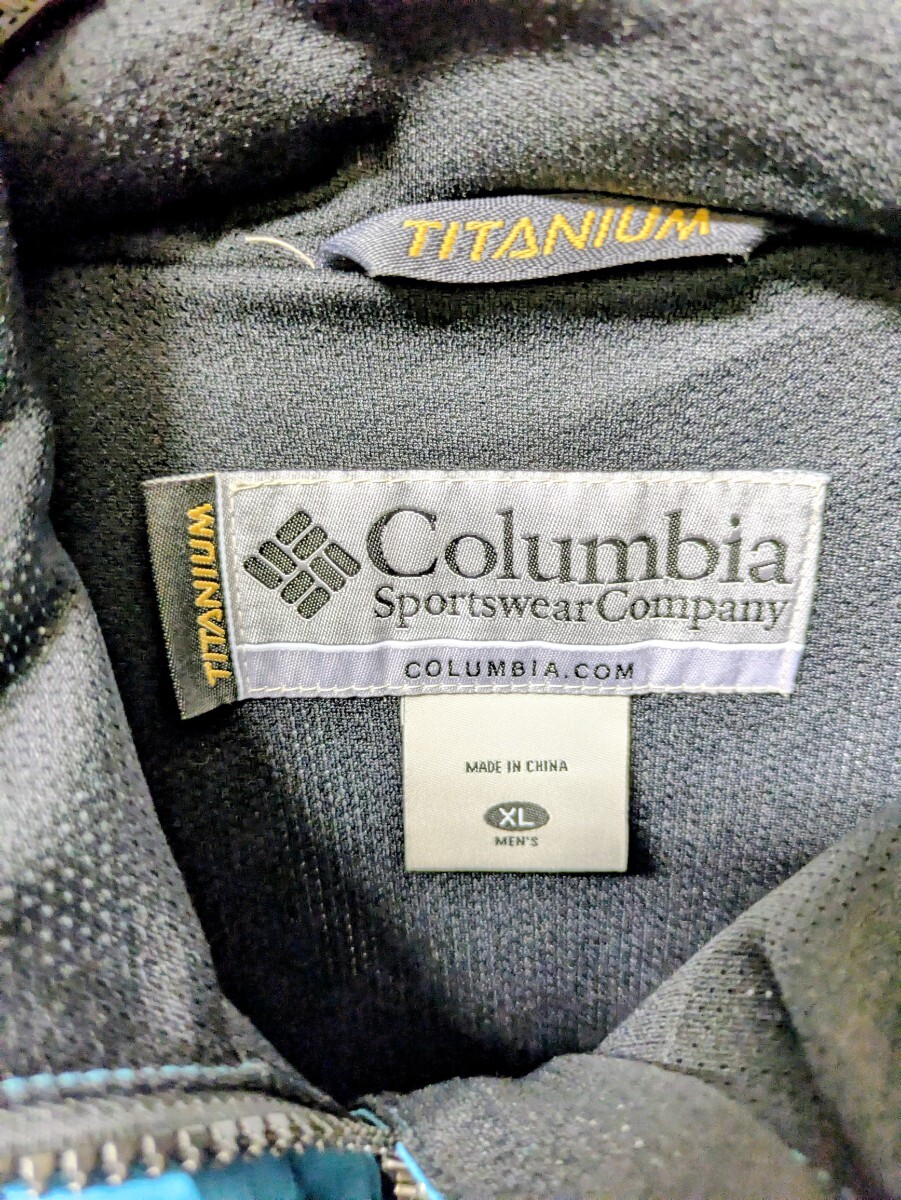 TITANIUM
TITANIUM
Columbia
Sportswear Company
COLUMBIA.COM
MADE IN CHINA
XL
MEN'S